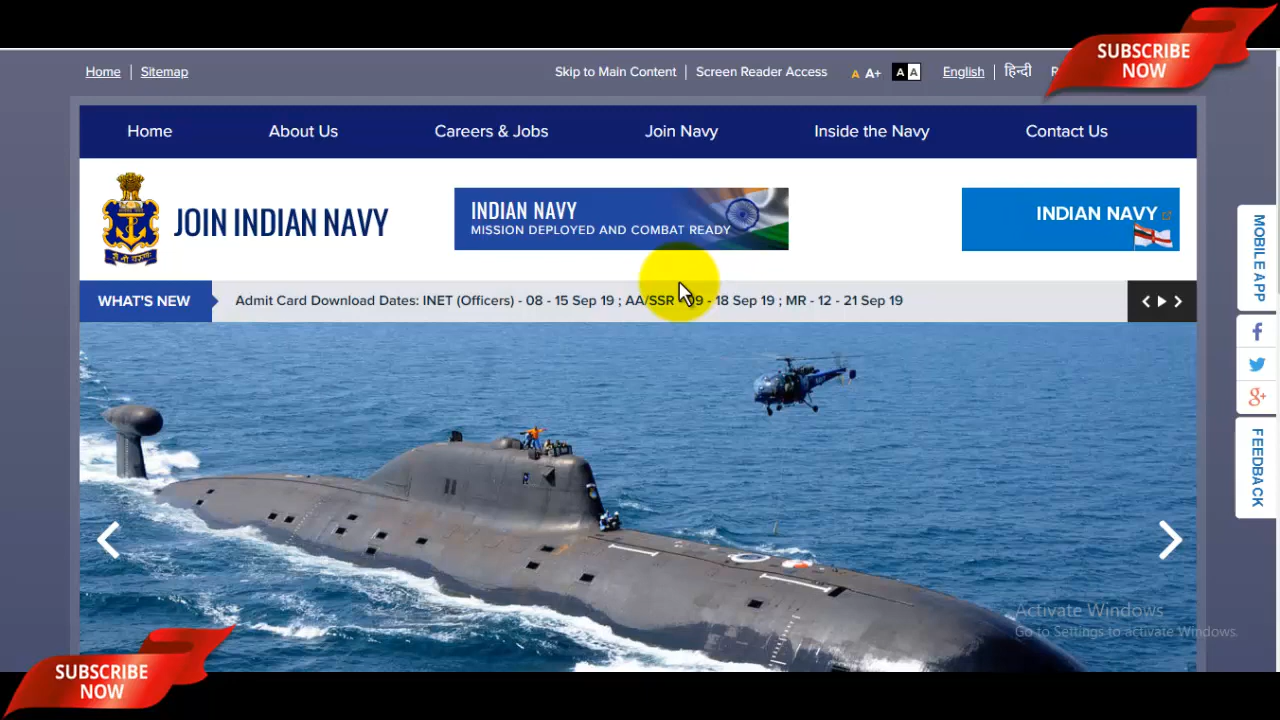 SUBSCRIBE
NOW
Home Sitemap Skip to Main Content Screen Reader Access A A+ A A English हिन्दी R
Home About Us Careers & Jobs Join Navy Inside the Navy Contact Us
JOIN INDIAN NAVY
INDIAN NAVY
MISSION DEPLOYED AND COMBAT READY
INDIAN NAVY
WHAT'S NEW Admit Card Download Dates: INET (Officers) - 08 - 15 Sep 19 ; AA/SSR - 09 - 18 Sep 19 ; MR - 12 - 21 Sep 19
MOBILE APP
FEEDBACK
Activate Windows
Go to Settings to activate Windows.
SUBSCRIBE
NOW